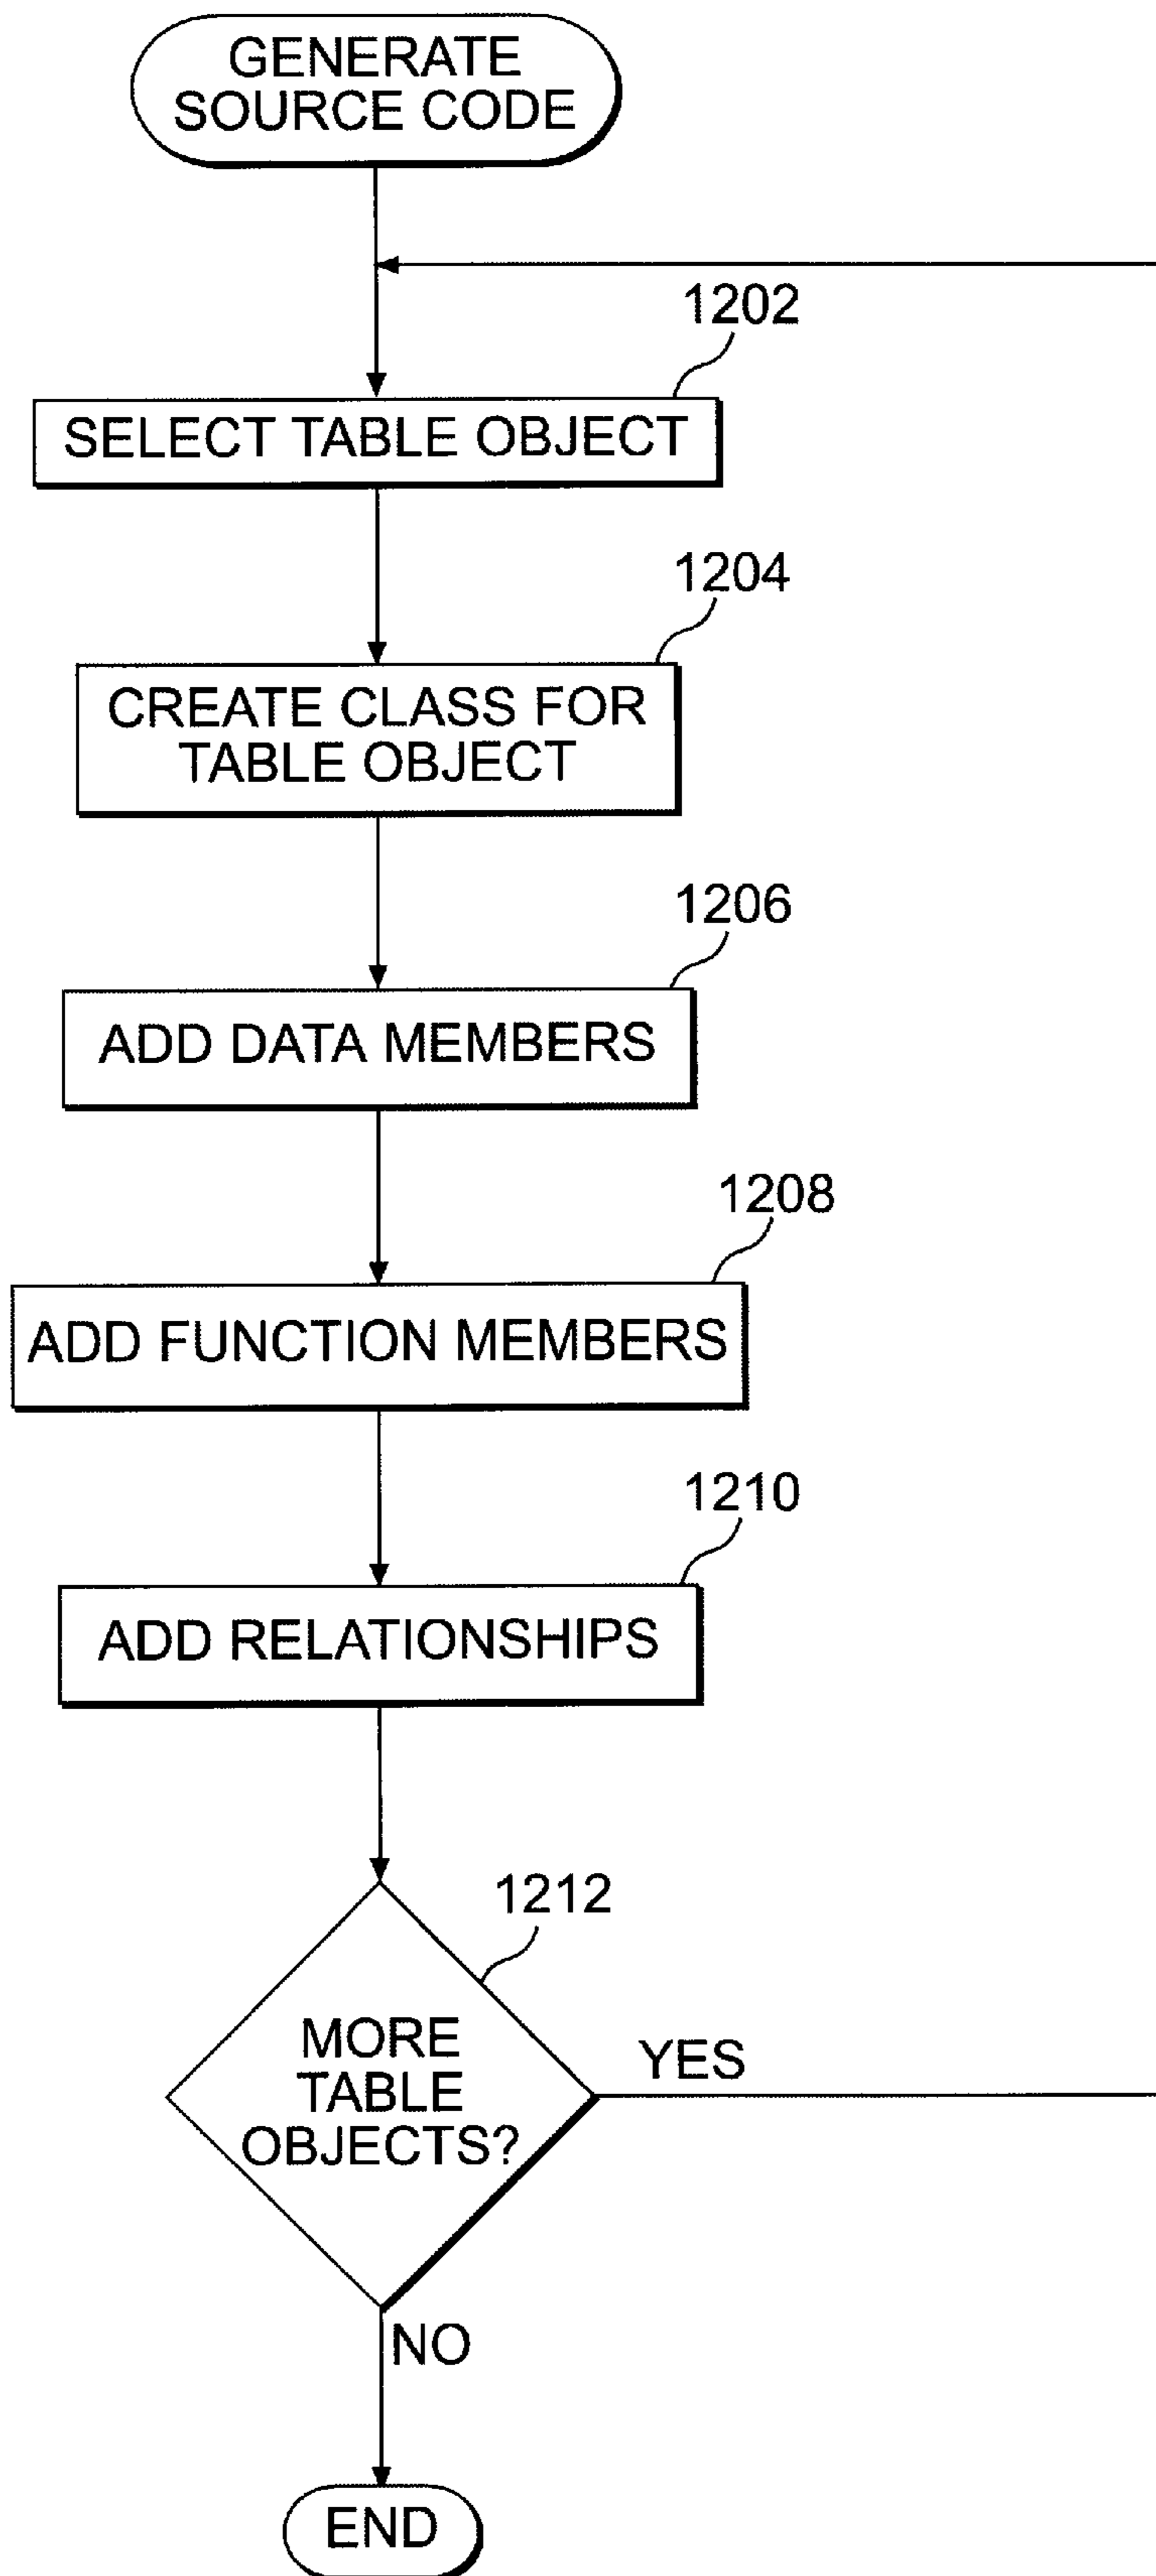 GENERATE
SOURCE CODE
1202
SELECT TABLE OBJECT
1204
CREATE CLASS FOR
TABLE OBJECT
1206
ADD DATA MEMBERS
1208
ADD FUNCTION MEMBERS
1210
ADD RELATIONSHIPS
1212
MORE
TABLE
OBJECTS?
YES
NO
END